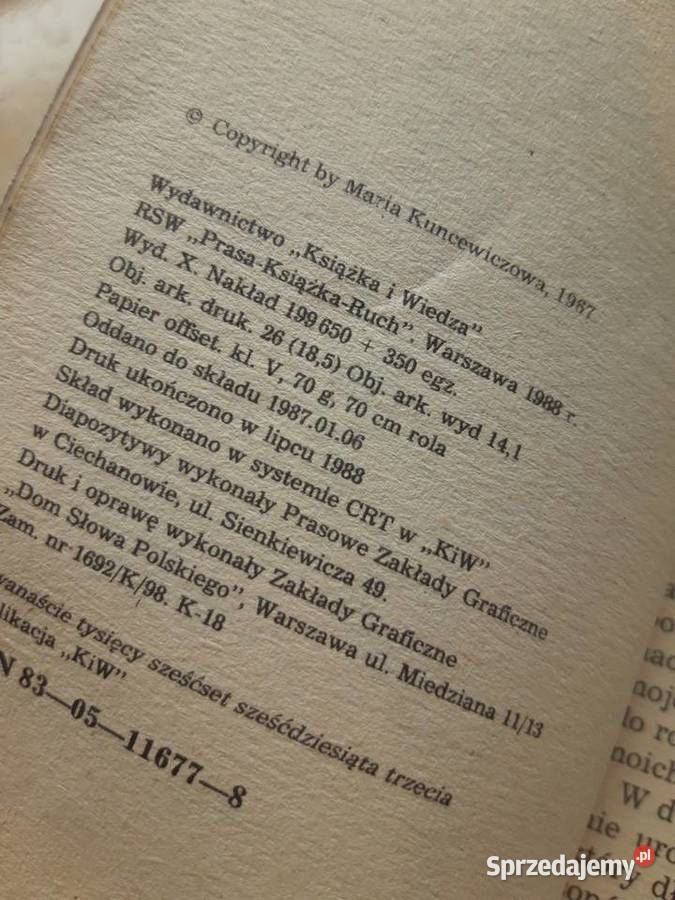 © Copyright by Maria Kuncewiczowa, 1967
Wydawnictwo „Książka i Wiedza”
RSW „Prasa-Książka-Ruch”. Warszawa 1988 r.
Wyd. X. Nakład 199 650 + 350 egz.
Obj. ark. druk. 26 (18,5) Obj. ark. wyd 14,1
Papier offset. kl. V, 70 g, 70 cm rola
Oddano do składu 1987.01.06
Druk ukończono w lipcu 1988
Skład wykonano w systemie CRT w „KiW”
Diapozytywy wykonały Prasowe Zakłady Graficzne
w Ciechanowie, ul. Sienkiewicza 49.
Druk i oprawę wykonały Zakłady Graficzne
„Dom Słowa Polskiego”, Warszawa ul. Miedziana 11/13
Zam. nr 1692/K/98. K-18
wanaście tysięcy sześćset sześćdziesiąta trzecia
likacja „KiW”
N 83—05—11677—8
W d
Sprzedajemy.pl